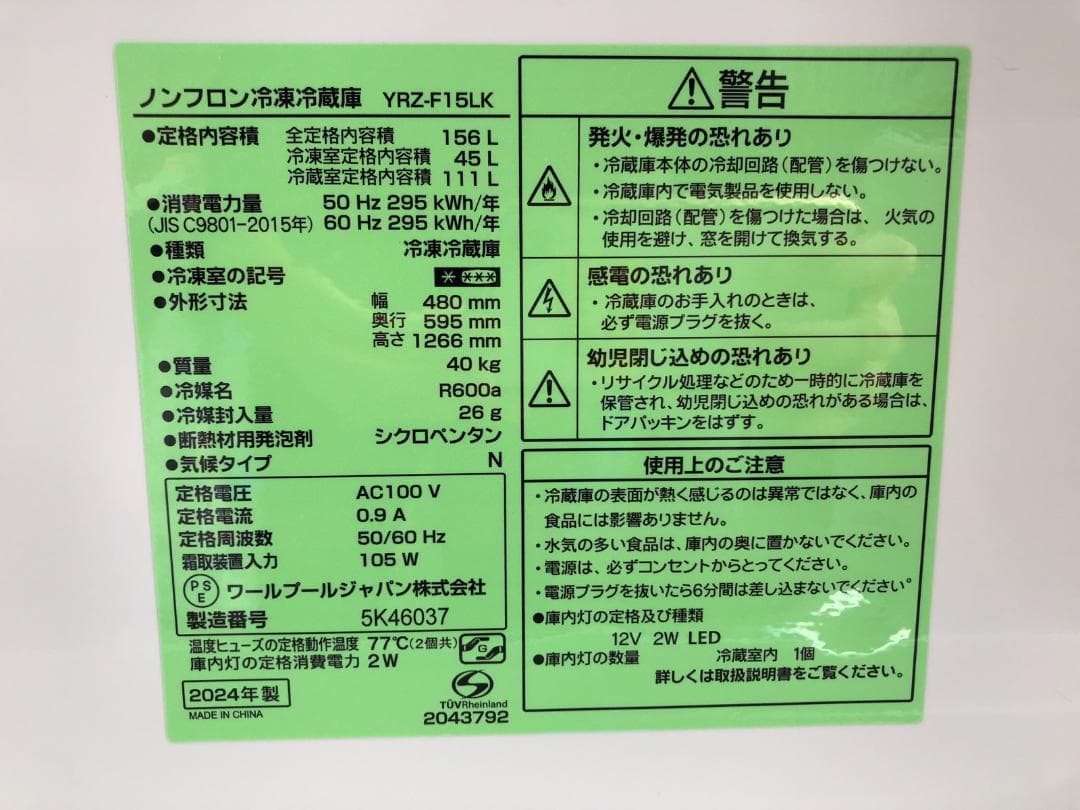 ノンフロン冷凍冷蔵庫 YRZ-F15LK
●定格内容積 全定格内容積 156 L
冷凍室定格内容積 45 L
冷蔵室定格内容積 111 L
●消費電力量 50 Hz 295 kWh/年
(JIS C9801-2015年) 60 Hz 295 kWh/年
●種類 冷凍冷蔵庫
●冷凍室の記号
●外形寸法 幅 480 mm
奥行 595 mm
高さ 1266 mm
●質量 40 kg
●冷媒名 R600a
●冷媒封入量 26 g
●断熱材用発泡剤 シクロペンタン
●気候タイプ N
定格電圧 AC100 V
定格電流 0.9 A
定格周波数 50/60 Hz
霜取装置入力 105 W
PSE ワールプールジャパン株式会社
製造番号 5K46037
温度ヒューズの定格動作温度 77℃(2個共)
G
庫内灯の定格消費電力 2W
2024年製
MADE IN CHINA
TÜVRheinland
2043792
警告
発火・爆発の恐れあり
・冷蔵庫本体の冷却回路(配管)を傷つけない。
・冷蔵庫内で電気製品を使用しない。
・冷却回路(配管)を傷つけた場合は、火気の
使用を避け、窓を開けて換気する。
感電の恐れあり
・冷蔵庫のお手入れのときは、
必ず電源プラグを抜く。
幼児閉じ込めの恐れあり
・リサイクル処理などのため一時的に冷蔵庫を
保管され、幼児閉じ込めの恐れがある場合は、
ドアパッキンをはずす。
使用上のご注意
・冷蔵庫の表面が熱く感じるのは異常ではなく、庫内の
食品には影響ありません。
・水気の多い食品は、庫内の奥に置かないでください。
・電源は、必ずコンセントからとってください。
・電源プラグを抜いたら6分間は差し込まないでください。
●庫内灯の定格及び種類
12V 2W LED
●庫内灯の数量 冷蔵室内 1個
詳しくは取扱説明書をご覧ください。